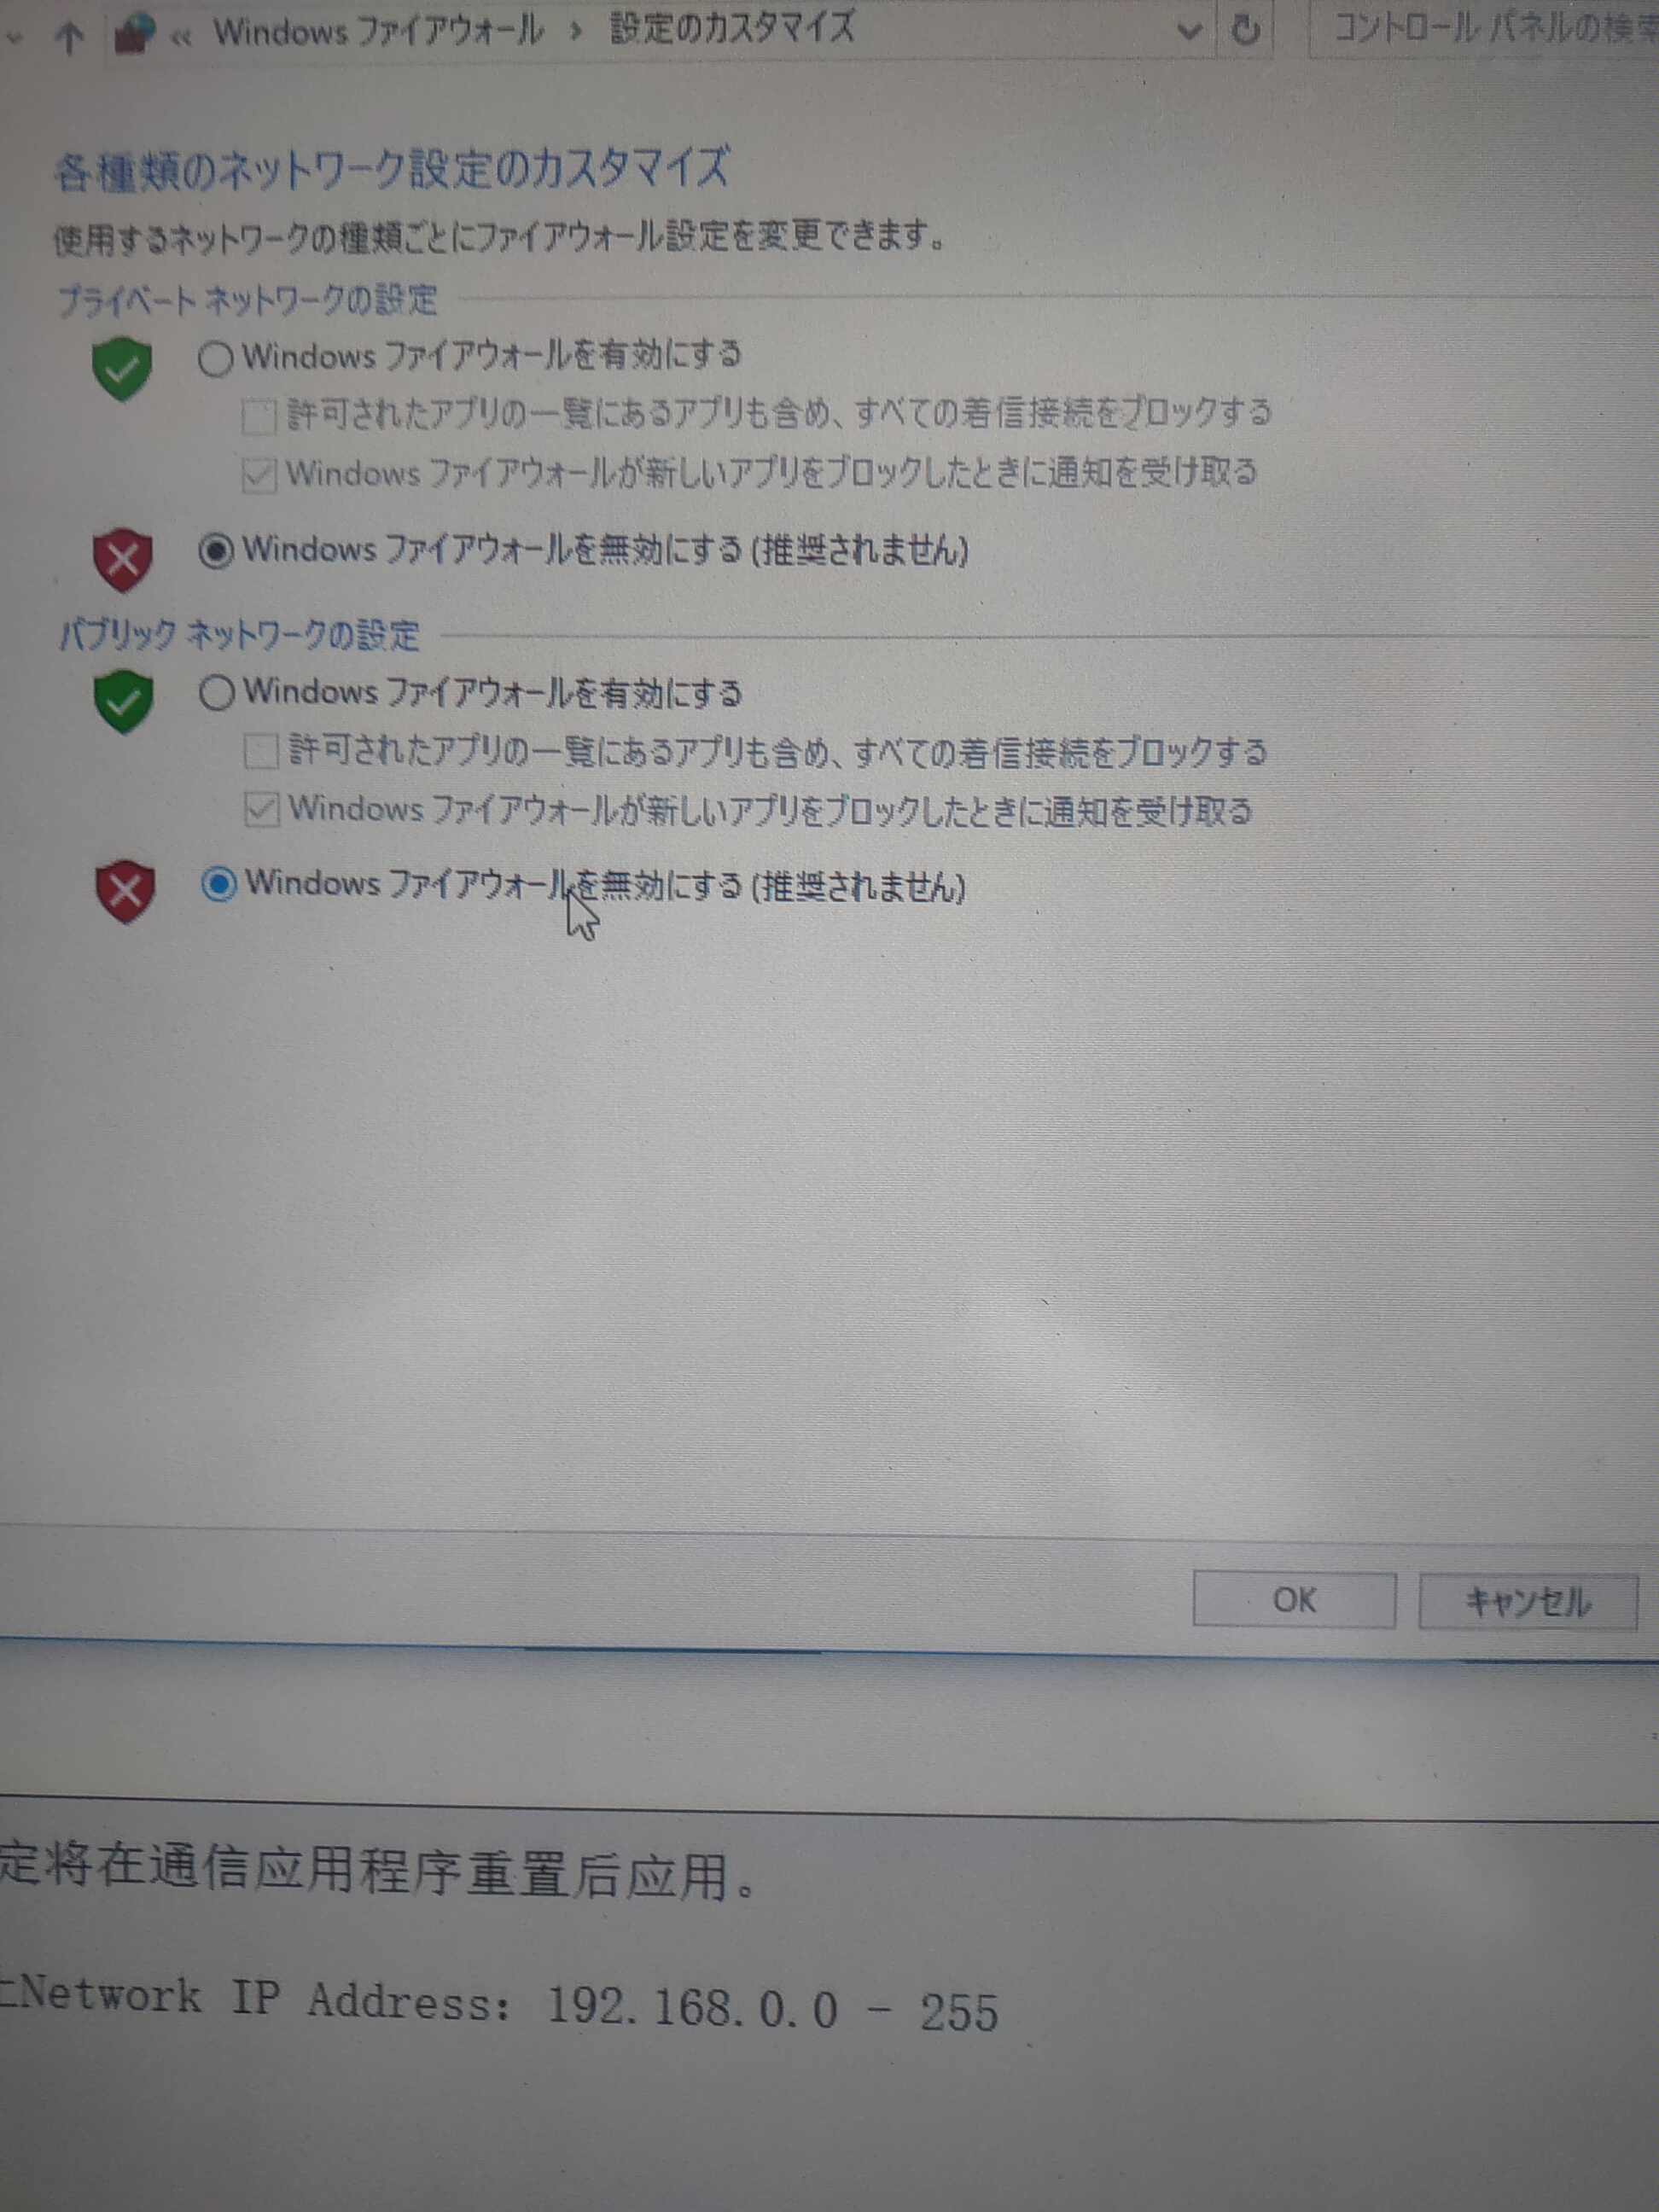 « Windows ファイアウォール › 設定のカスタマイズ
コントロール パネルの検索
各種類のネットワーク設定のカスタマイズ
使用するネットワークの種類ごとにファイアウォール設定を変更できます。
プライベート ネットワークの設定
Windows ファイアウォールを有効にする
許可されたアプリの一覧にあるアプリも含め、すべての着信接続をブロックする
Windows ファイアウォールが新しいアプリをブロックしたときに通知を受け取る
Windows ファイアウォールを無効にする (推奨されません)
パブリック ネットワークの設定
Windows ファイアウォールを有効にする
許可されたアプリの一覧にあるアプリも含め、すべての着信接続をブロックする
Windows ファイアウォールが新しいアプリをブロックしたときに通知を受け取る
Windows ファイアウォールを無効にする (推奨されません)
OK
キャンセル
定将在通信应用程序重置后应用。
Network IP Address: 192.168.0.0 - 255